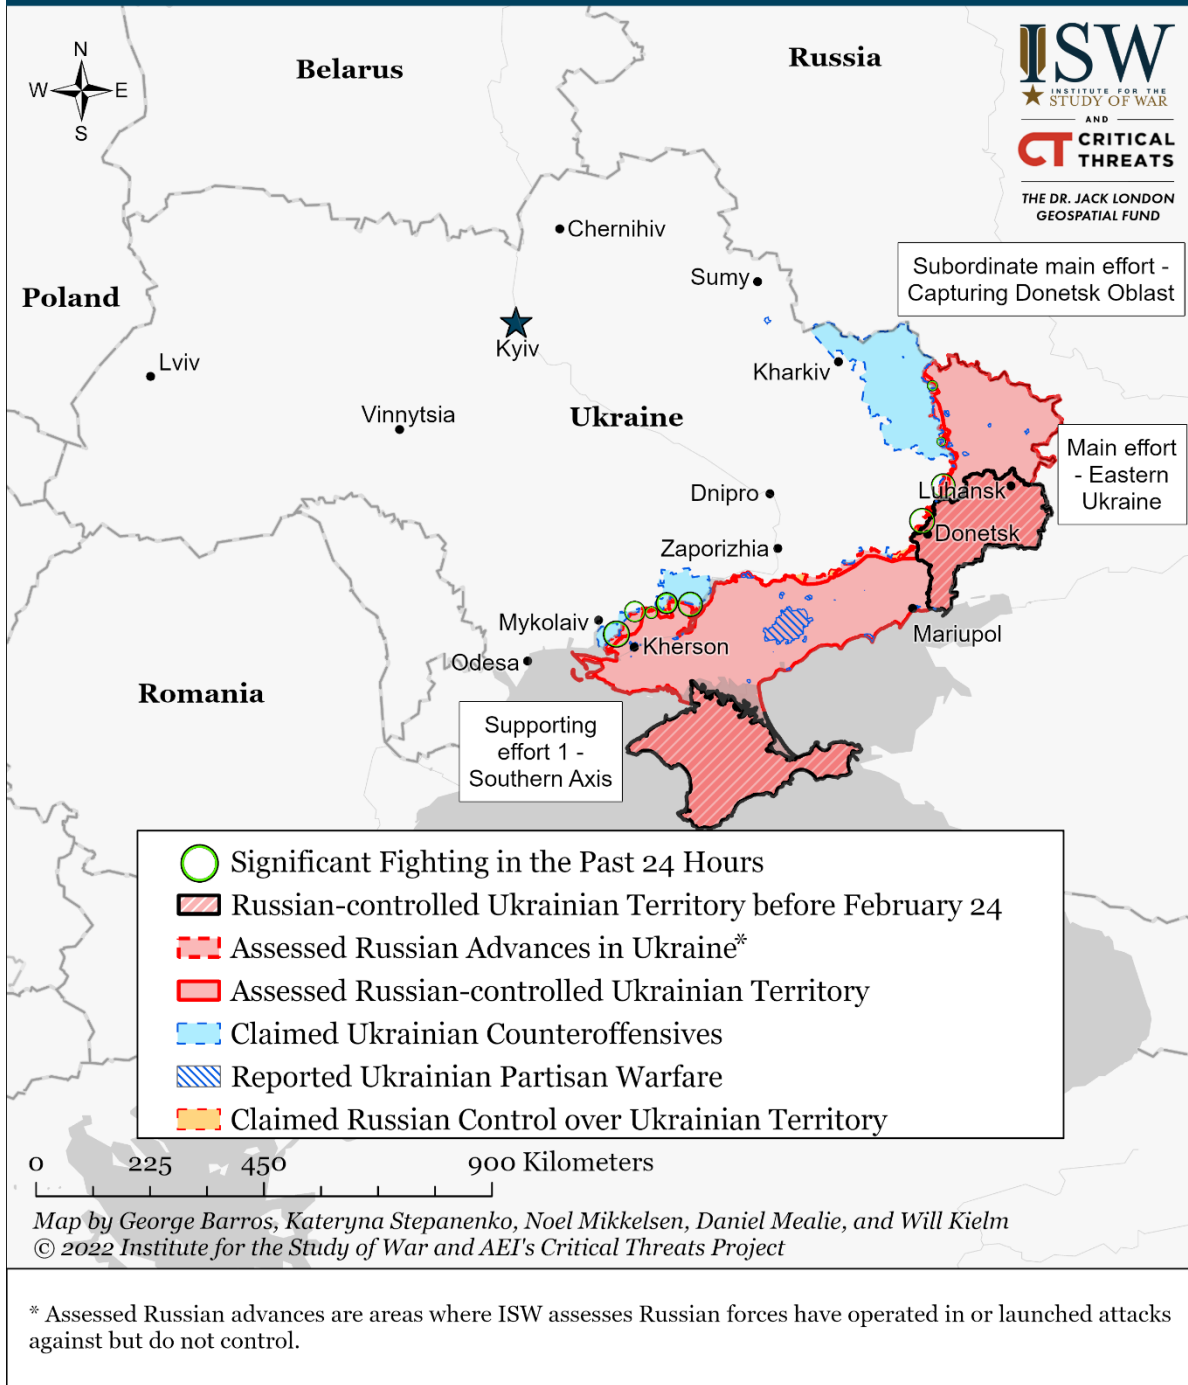 N
W
E
S
Belarus
Russia
ISW
INSTITUTE FOR THE
STUDY OF WAR
AND
CT CRITICAL
THREATS
THE DR. JACK LONDON
GEOSPATIAL FUND
Chernihiv
Sumy
Subordinate main effort -
Capturing Donetsk Oblast
Poland
Kyiv
Lviv
Kharkiv
Vinnytsia
Ukraine
Main effort
- Eastern
Ukraine
Dnipro
Luhansk
Donetsk
Zaporizhia
Mykolaiv
Mariupol
Kherson
Odesa
Romania
Supporting
effort 1 -
Southern Axis
Significant Fighting in the Past 24 Hours
Russian-controlled Ukrainian Territory before February 24
Assessed Russian Advances in Ukraine*
Assessed Russian-controlled Ukrainian Territory
Claimed Ukrainian Counteroffensives
Reported Ukrainian Partisan Warfare
Claimed Russian Control over Ukrainian Territory
0 225 450 900 Kilometers
Map by George Barros, Kateryna Stepanenko, Noel Mikkelsen, Daniel Mealie, and Will Kielm
© 2022 Institute for the Study of War and AEI's Critical Threats Project
* Assessed Russian advances are areas where ISW assesses Russian forces have operated in or launched attacks
against but do not control.